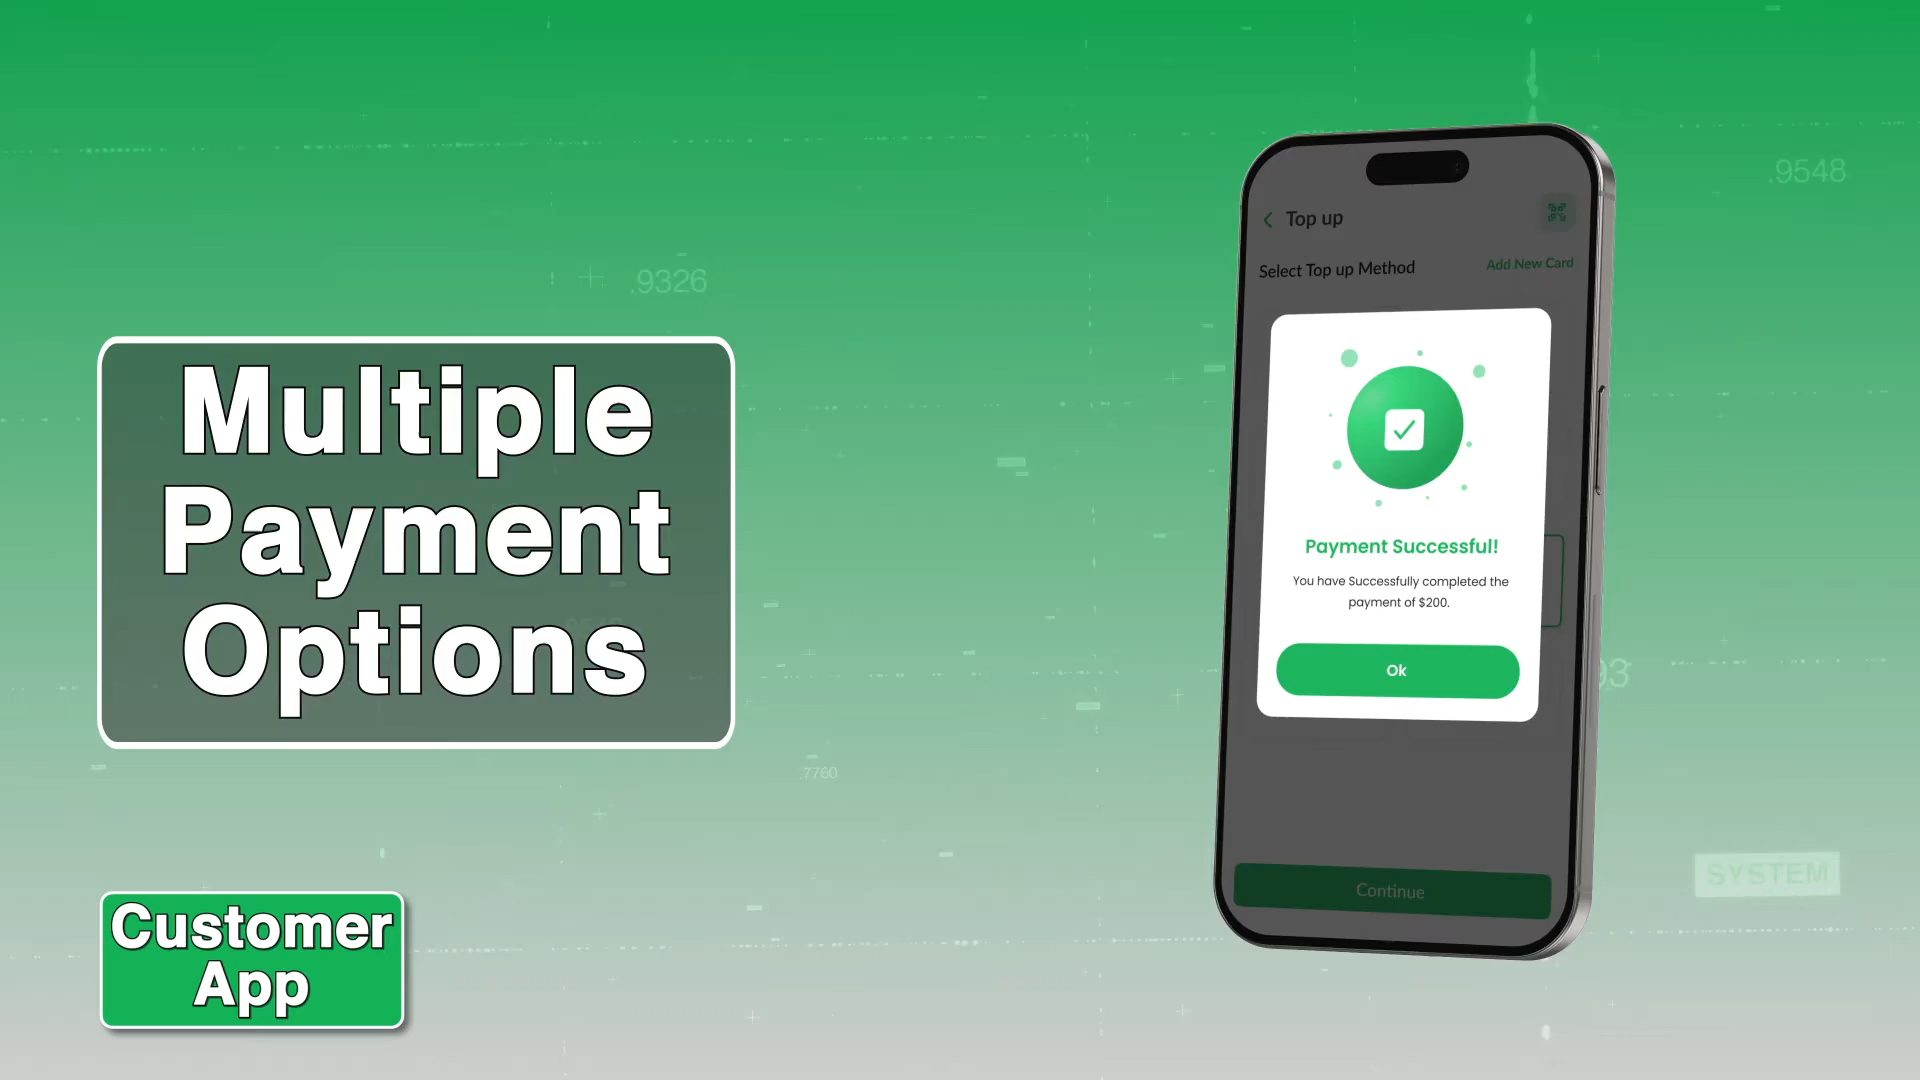 .9548
.9326
Multiple
Payment
Options
Top up
Select Top up Method
Add New Card
Payment Successful!
You have Successfully completed the
payment of $200.
Ok
Continue
.7760
SYSTEM
Customer
App